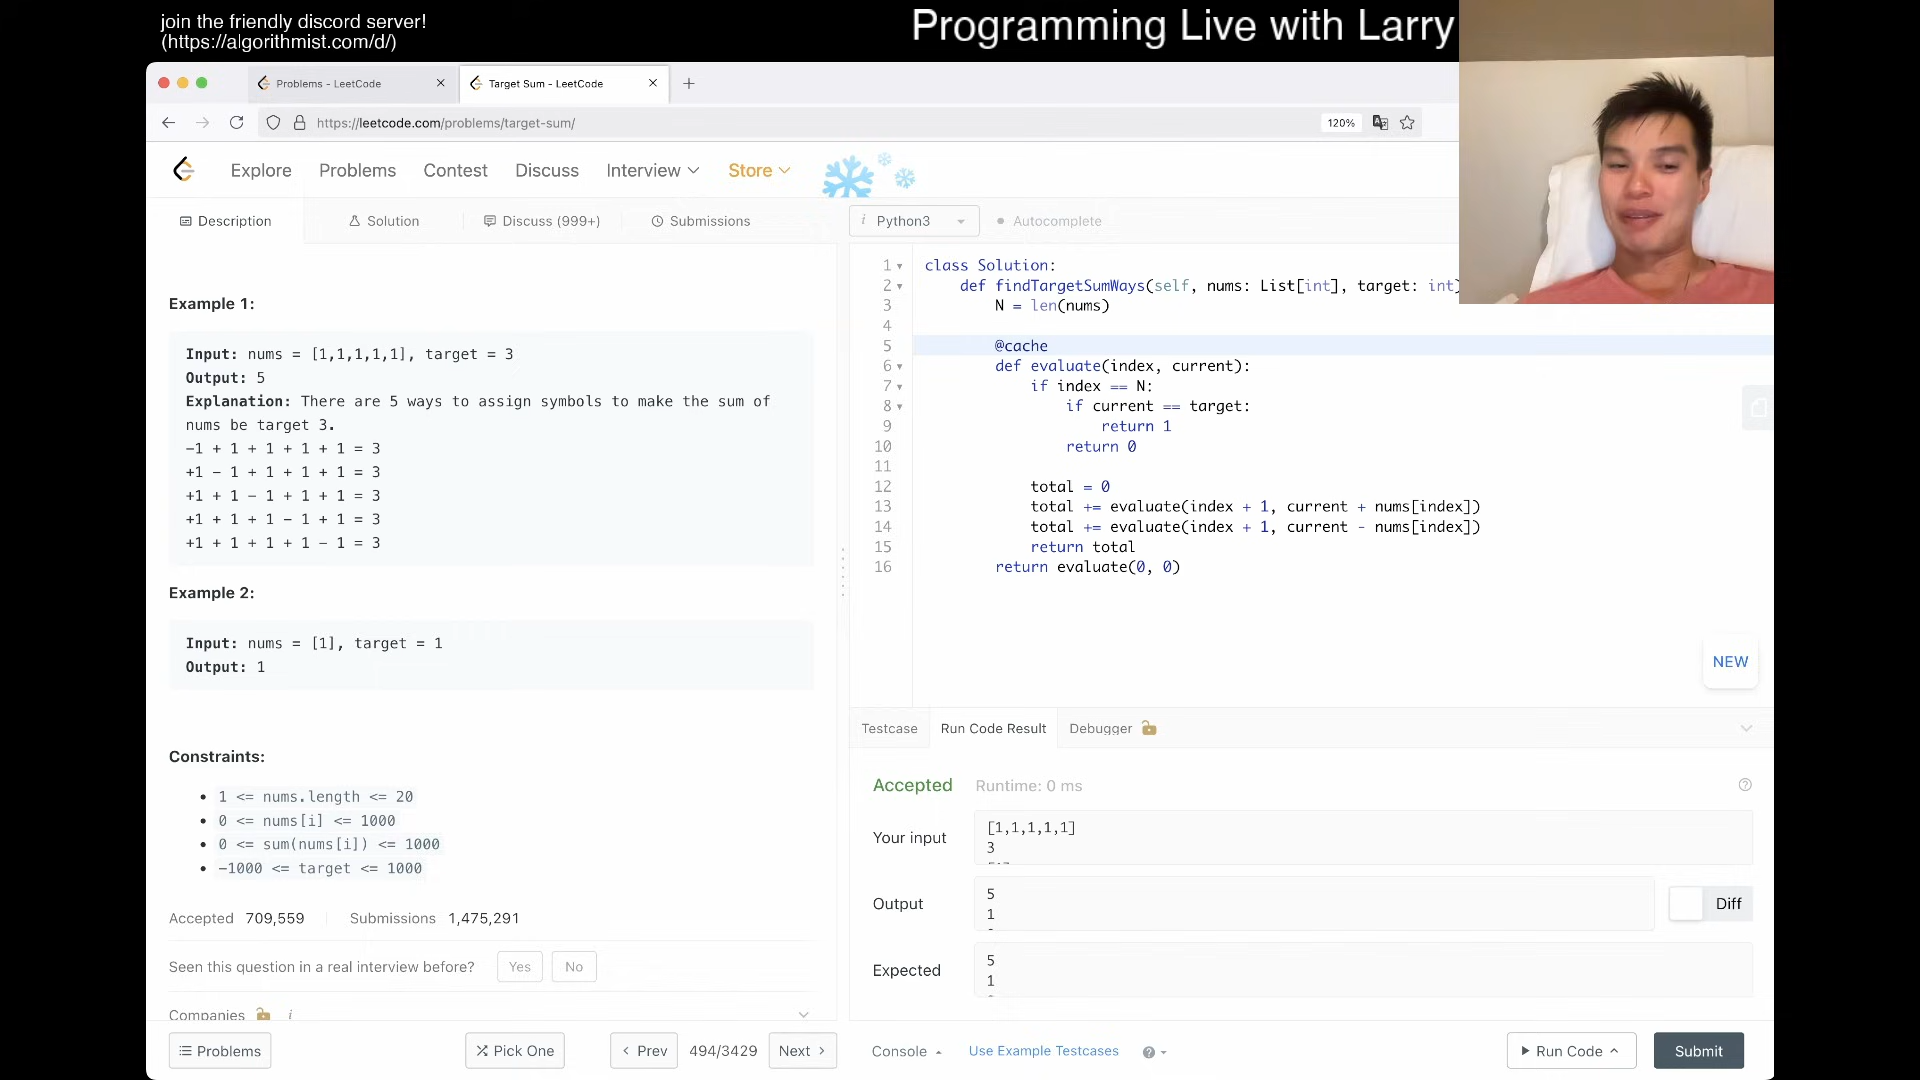 join the friendly discord server!
(https://algorithmist.com/d/)
Programming Live with Larry
Problems - LeetCode
Target Sum - LeetCode
https://leetcode.com/problems/target-sum/
120%
Explore
Problems
Contest
Discuss
Interview
Store
Description
Solution
Discuss (999+)
Submissions
i Python3
Autocomplete
Example 1:
Input: nums = [1,1,1,1,1], target = 3
Output: 5
Explanation: There are 5 ways to assign symbols to make the sum of
nums be target 3.
-1 + 1 + 1 + 1 + 1 = 3
+1 - 1 + 1 + 1 + 1 = 3
+1 + 1 - 1 + 1 + 1 = 3
+1 + 1 + 1 - 1 + 1 = 3
+1 + 1 + 1 + 1 - 1 = 3
Example 2:
Input: nums = [1], target = 1
Output: 1
Constraints:
• 1 <= nums.length <= 20
• 0 <= nums[i] <= 1000
• 0 <= sum(nums[i]) <= 1000
• -1000 <= target <= 1000
Accepted 709,559
Submissions 1,475,291
Seen this question in a real interview before?
Yes
No
Companies i
Problems
Pick One
Prev
494/3429
Next
1 class Solution:
2 def findTargetSumWays(self, nums: List[int], target: int)
3 N = len(nums)
4
5 @cache
6 def evaluate(index, current):
7 if index == N:
8 if current == target:
9 return 1
10 return 0
11
12 total = 0
13 total += evaluate(index + 1, current + nums[index])
14 total += evaluate(index + 1, current - nums[index])
15 return total
16 return evaluate(0, 0)
NEW
Testcase
Run Code Result
Debugger
Accepted
Runtime: 0 ms
Your input
[1,1,1,1,1]
3
Output
5
1
Diff
Expected
5
1
Console
Use Example Testcases
Run Code
Submit